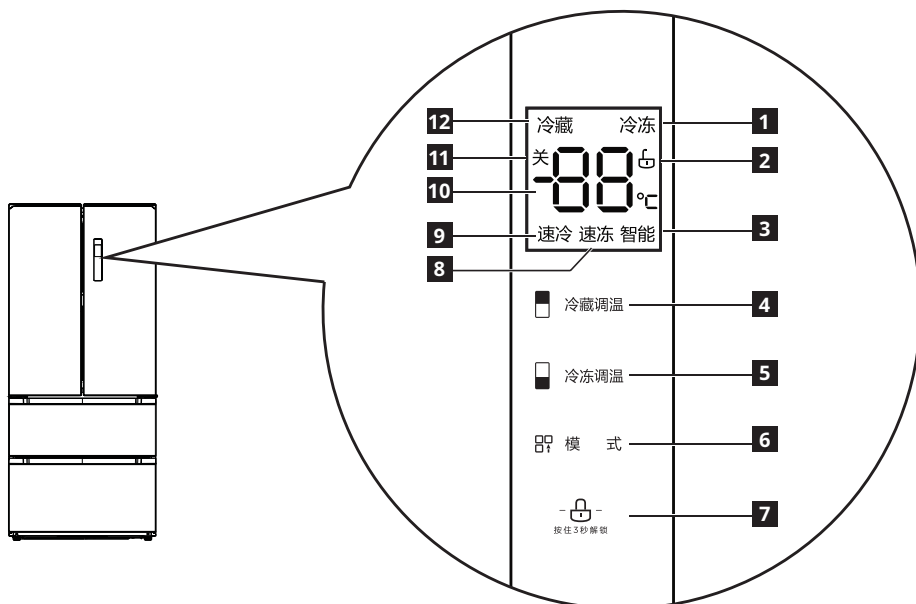 12 冷藏 冷冻 1
11 关 2
10 -88 °C
9 速冷 速冻 智能 3
8
冷藏调温 4
冷冻调温 5
模 式 6
7
按住3秒解锁